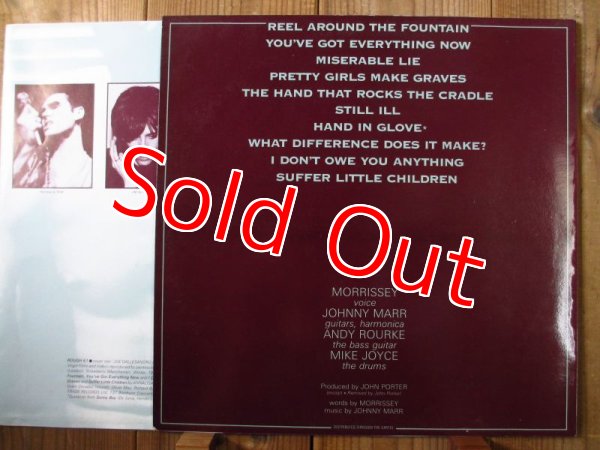 REEL AROUND THE FOUNTAIN
YOU'VE GOT EVERYTHING NOW
MISERABLE LIE
PRETTY GIRLS MAKE GRAVES
THE HAND THAT ROCKS THE CRADLE
STILL ILL
HAND IN GLOVE*
WHAT DIFFERENCE DOES IT MAKE?
I DON'T OWE YOU ANYTHING
SUFFER LITTLE CHILDREN
Sold Out
MORRISSEY
voice
JOHNNY MARR
guitars, harmonica
ANDY ROURKE
the bass guitar
MIKE JOYCE
the drums
Produced by JOHN PORTER
words by MORRISSEY
music by JOHNNY MARR